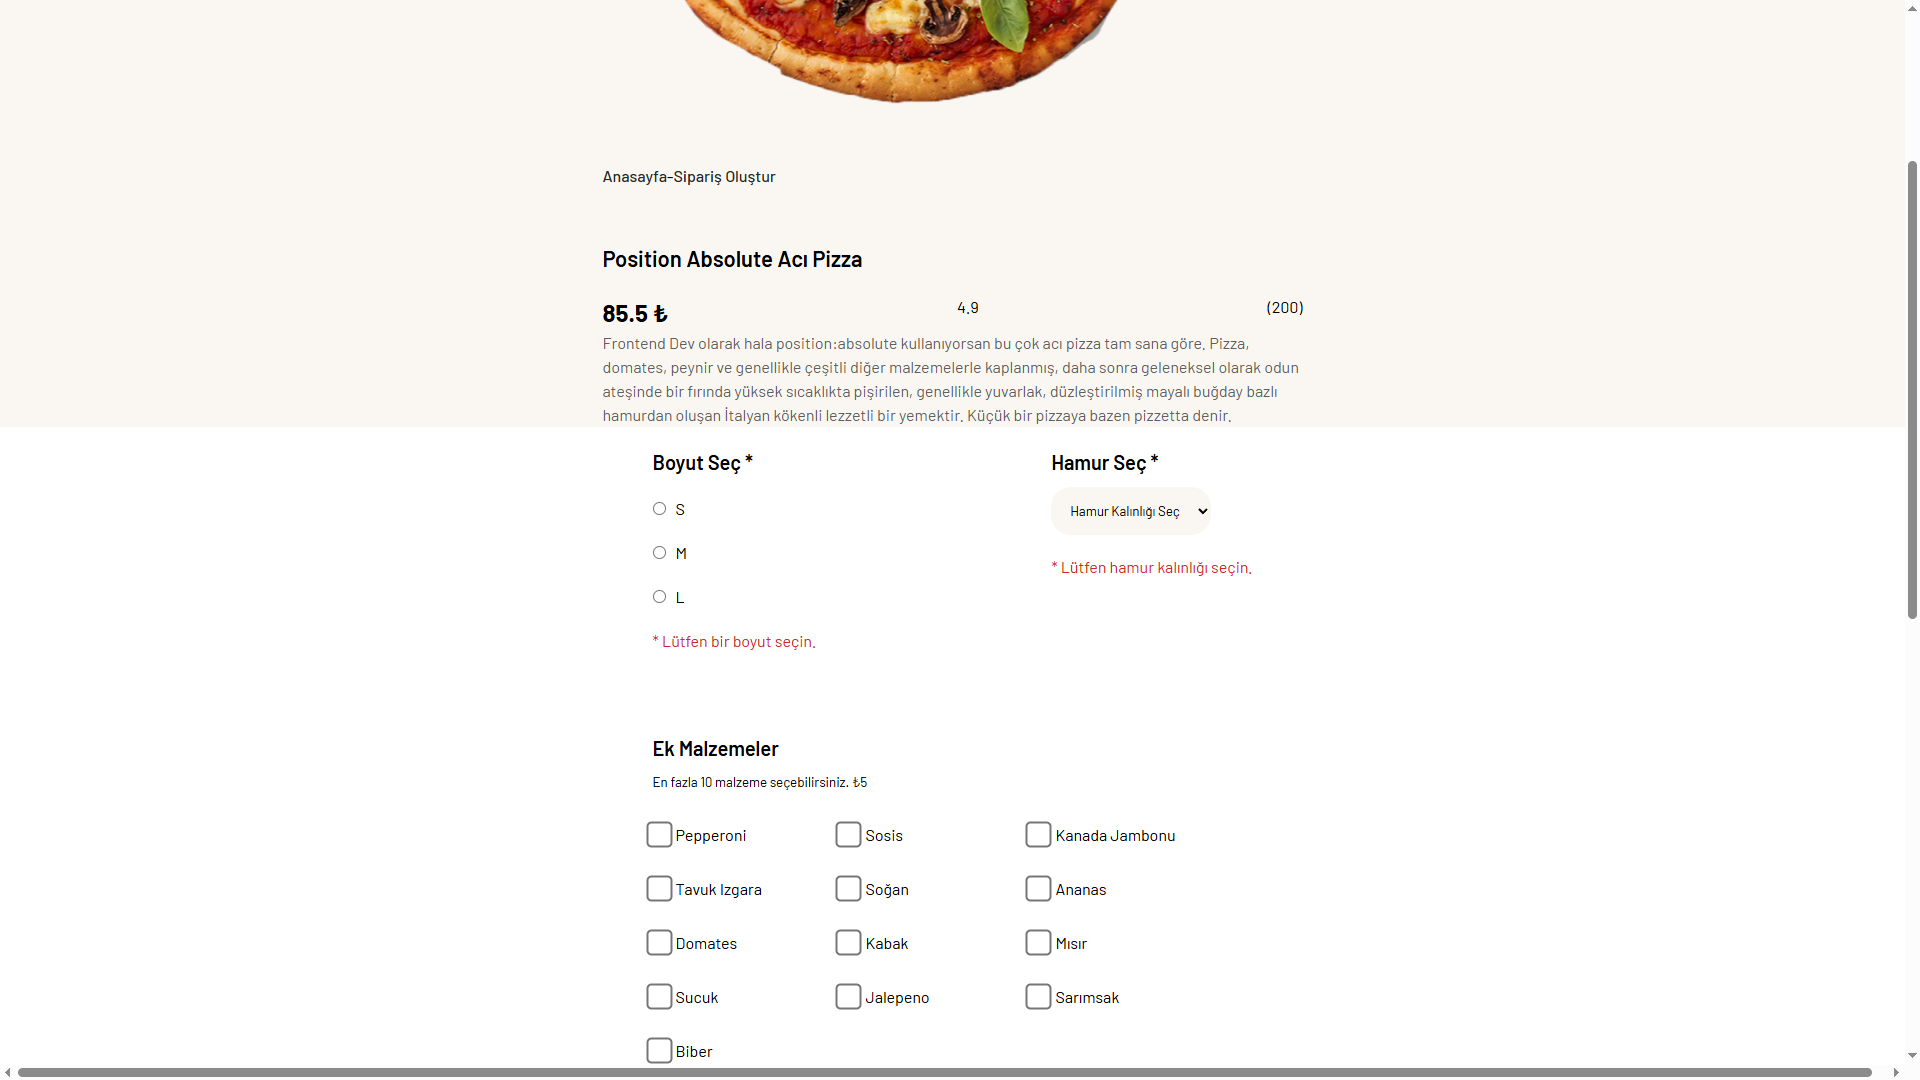 Anasayfa-Sipariş Oluştur
Position Absolute Acı Pizza
85.5 ₺ 4.9 (200)
Frontend Dev olarak hala position:absolute kullanıyorsan bu çok acı pizza tam sana göre. Pizza,
domates, peynir ve genellikle çeşitli diğer malzemelerle kaplanmış, daha sonra geleneksel olarak odun
ateşinde bir fırında yüksek sıcaklıkta pişirilen, genellikle yuvarlak, düzleştirilmiş mayalı buğday bazlı
hamurdan oluşan İtalyan kökenli lezzetli bir yemektir. Küçük bir pizzaya bazen pizzetta denir.
Boyut Seç *
S
M
L
* Lütfen bir boyut seçin.
Hamur Seç *
Hamur Kalınlığı Seç
* Lütfen hamur kalınlığı seçin.
Ek Malzemeler
En fazla 10 malzeme seçebilirsiniz. ₺5
Pepperoni Sosis Kanada Jambonu
Tavuk Izgara Soğan Ananas
Domates Kabak Mısır
Sucuk Jalepeno Sarımsak
Biber